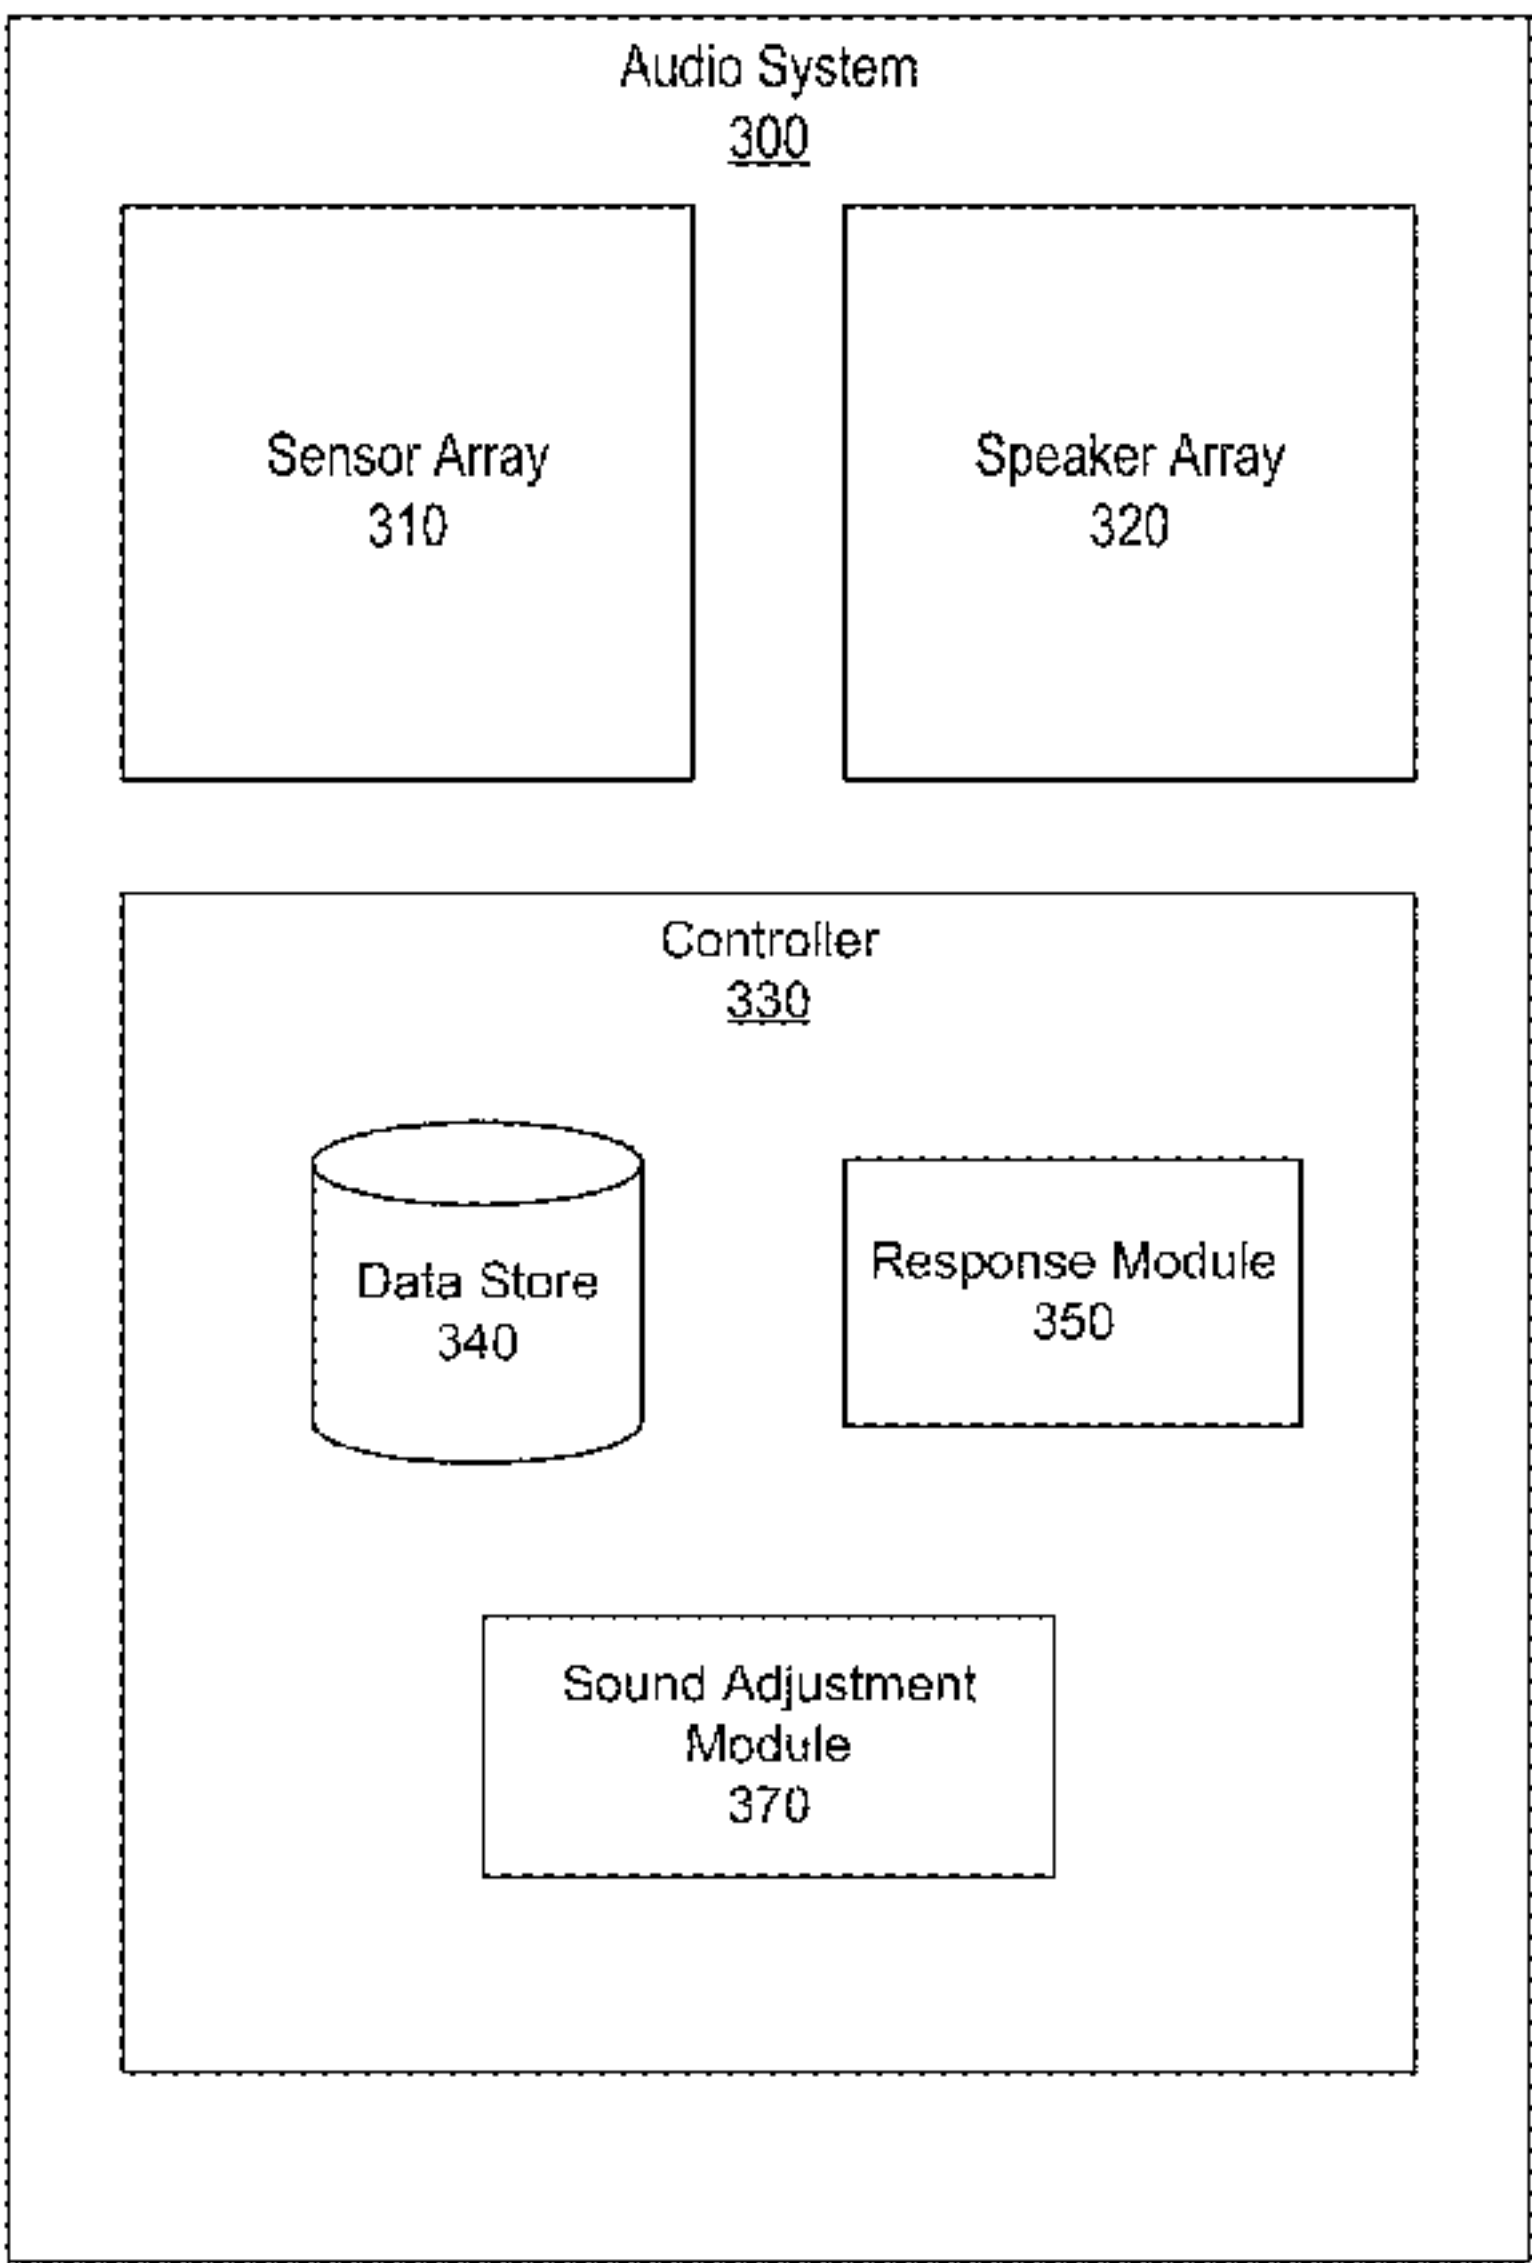 Audio System
300
Sensor Array
310
Speaker Array
320
Controller
330
Data Store
340
Response Module
350
Sound Adjustment
Module
370